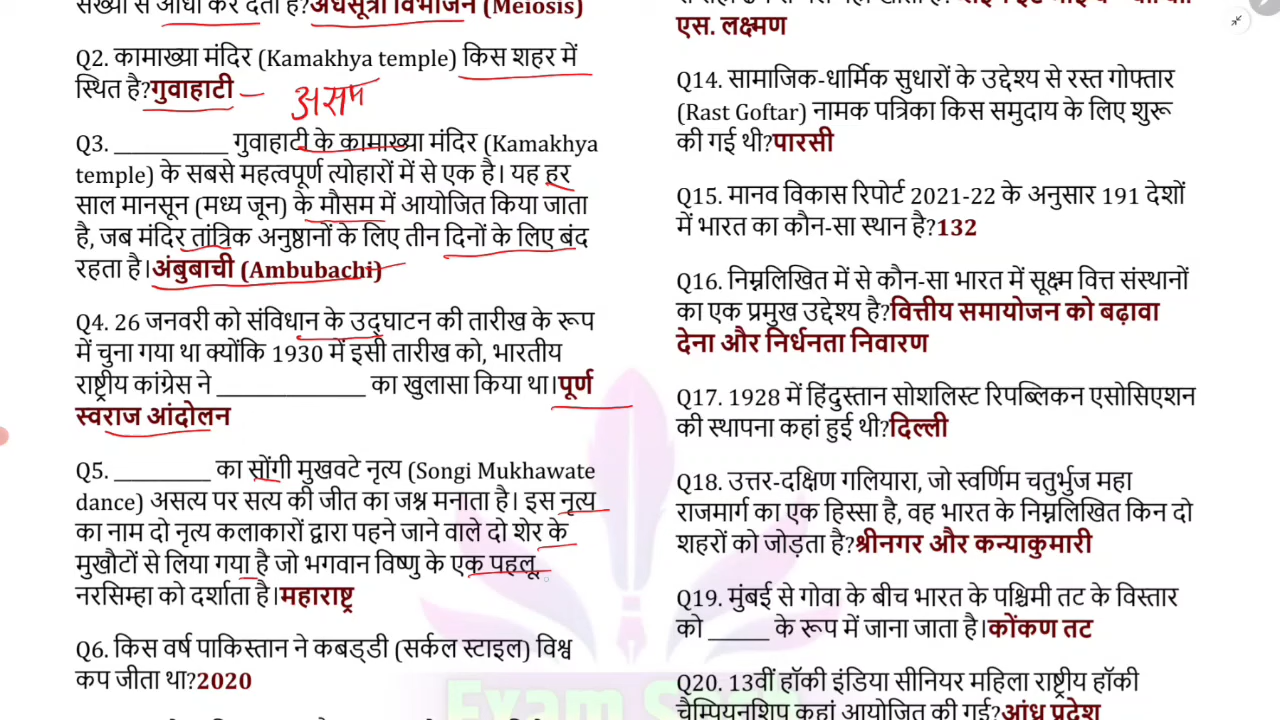 संख्या से आधा कर देता है?अर्धसूत्री विभाजन (Meiosis)
Q2. कामाख्या मंदिर (Kamakhya temple) किस शहर में
स्थित है?गुवाहाटी
असम
Q3. ____________ गुवाहाटी के कामाख्या मंदिर (Kamakhya
temple) के सबसे महत्वपूर्ण त्योहारों में से एक है। यह हर
साल मानसून (मध्य जून) के मौसम में आयोजित किया जाता
है, जब मंदिर तांत्रिक अनुष्ठानों के लिए तीन दिनों के लिए बंद
रहता है।अंबुबाची (Ambubachi)
Q4. 26 जनवरी को संविधान के उद्घाटन की तारीख के रूप
में चुना गया था क्योंकि 1930 में इसी तारीख को, भारतीय
राष्ट्रीय कांग्रेस ने ________________ का खुलासा किया था।पूर्ण
स्वराज आंदोलन
Q5. __________ का सोंगी मुखवटे नृत्य (Songi Mukhawate
dance) असत्य पर सत्य की जीत का जश्न मनाता है। इस नृत्य
का नाम दो नृत्य कलाकारों द्वारा पहने जाने वाले दो शेर के
मुखौटों से लिया गया है जो भगवान विष्णु के एक पहलू,
नरसिम्हा को दर्शाता है।महाराष्ट्र
Q6. किस वर्ष पाकिस्तान ने कबड्डी (सर्कल स्टाइल) विश्व
कप जीता था?2020
एस. लक्ष्मण
Q14. सामाजिक-धार्मिक सुधारों के उद्देश्य से रस्त गोफ्तार
(Rast Goftar) नामक पत्रिका किस समुदाय के लिए शुरू
की गई थी?पारसी
Q15. मानव विकास रिपोर्ट 2021-22 के अनुसार 191 देशों
में भारत का कौन-सा स्थान है?132
Q16. निम्नलिखित में से कौन-सा भारत में सूक्ष्म वित्त संस्थानों
का एक प्रमुख उद्देश्य है?वित्तीय समायोजन को बढ़ावा
देना और निर्धनता निवारण
Q17. 1928 में हिंदुस्तान सोशलिस्ट रिपब्लिकन एसोसिएशन
की स्थापना कहां हुई थी?दिल्ली
Q18. उत्तर-दक्षिण गलियारा, जो स्वर्णिम चतुर्भुज महा
राजमार्ग का एक हिस्सा है, वह भारत के निम्नलिखित किन दो
शहरों को जोड़ता है?श्रीनगर और कन्याकुमारी
Q19. मुंबई से गोवा के बीच भारत के पश्चिमी तट के विस्तार
को ______ के रूप में जाना जाता है।कोंकण तट
Q20. 13वीं हॉकी इंडिया सीनियर महिला राष्ट्रीय हॉकी
चैम्पियनशिप कहां आयोजित की गई?आंध्र प्रदेश